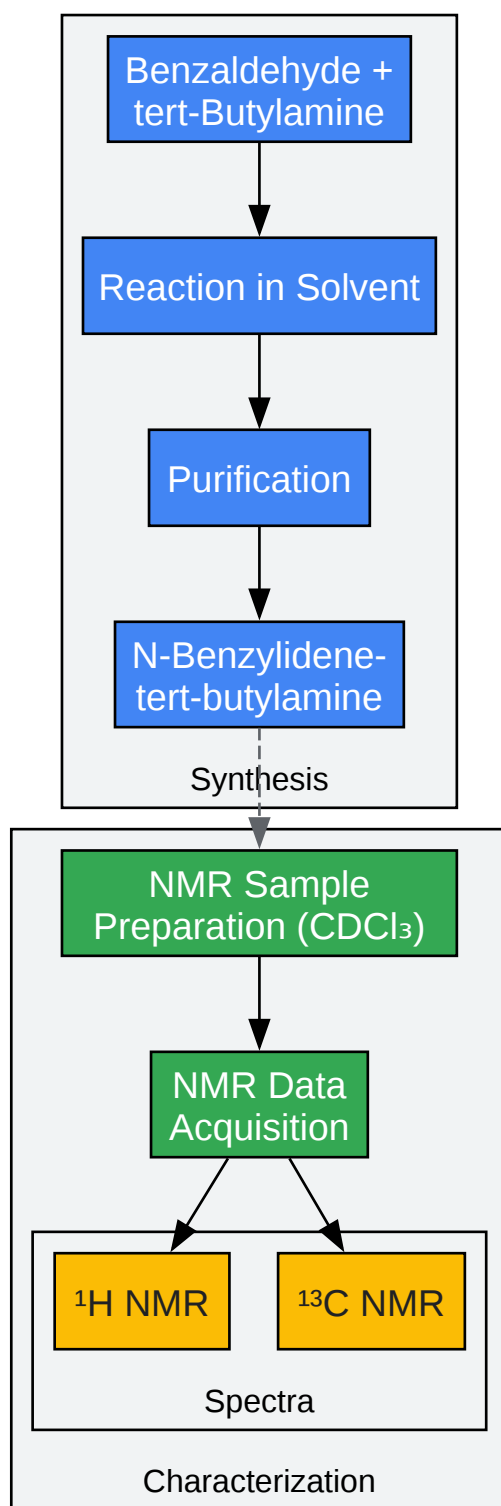 Benzaldehyde +
tert-Butylamine
Reaction in Solvent
Purification
N-Benzylidene-
tert-butylamine
Synthesis
NMR Sample
Preparation (CDCl₃)
NMR Data
Acquisition
¹H NMR
¹³C NMR
Spectra
Characterization